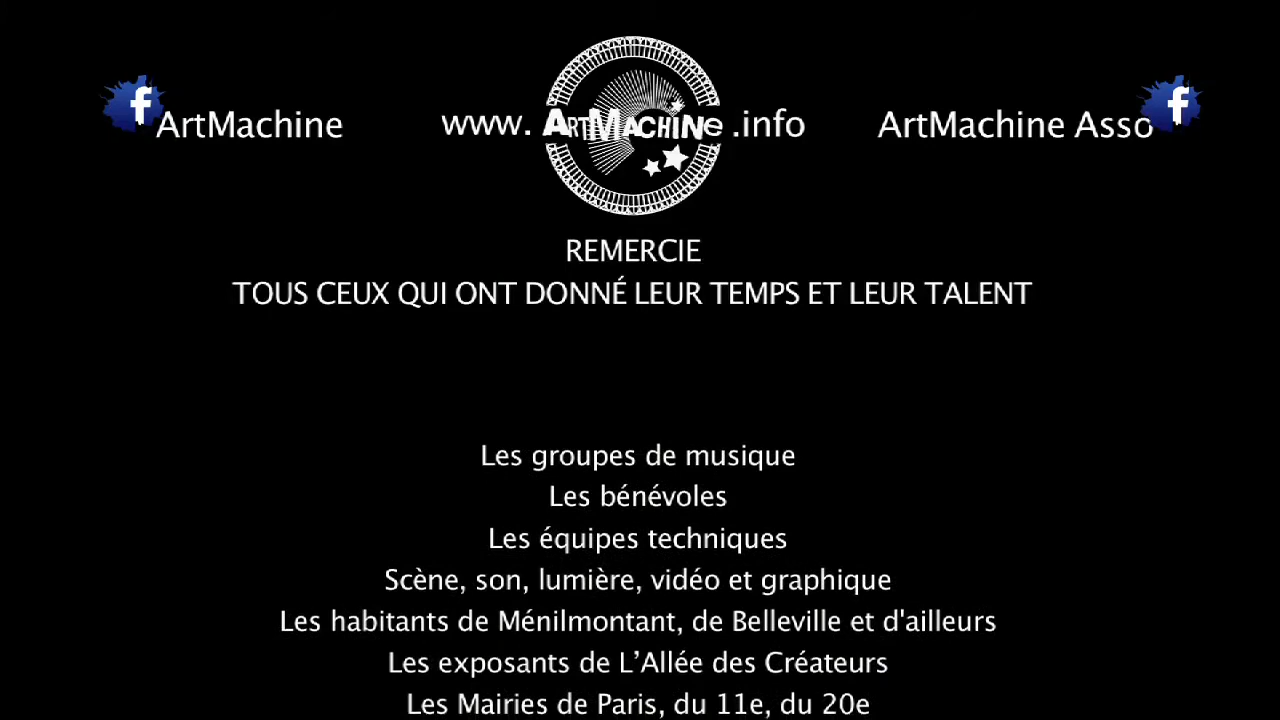 f ArtMachine www. ARTMACHINe .info ArtMachine Asso f
REMERCIE
TOUS CEUX QUI ONT DONNÉ LEUR TEMPS ET LEUR TALENT
Les groupes de musique
Les bénévoles
Les équipes techniques
Scène, son, lumière, vidéo et graphique
Les habitants de Ménilmontant, de Belleville et d'ailleurs
Les exposants de L’Allée des Créateurs
Les Mairies de Paris, du 11e, du 20e